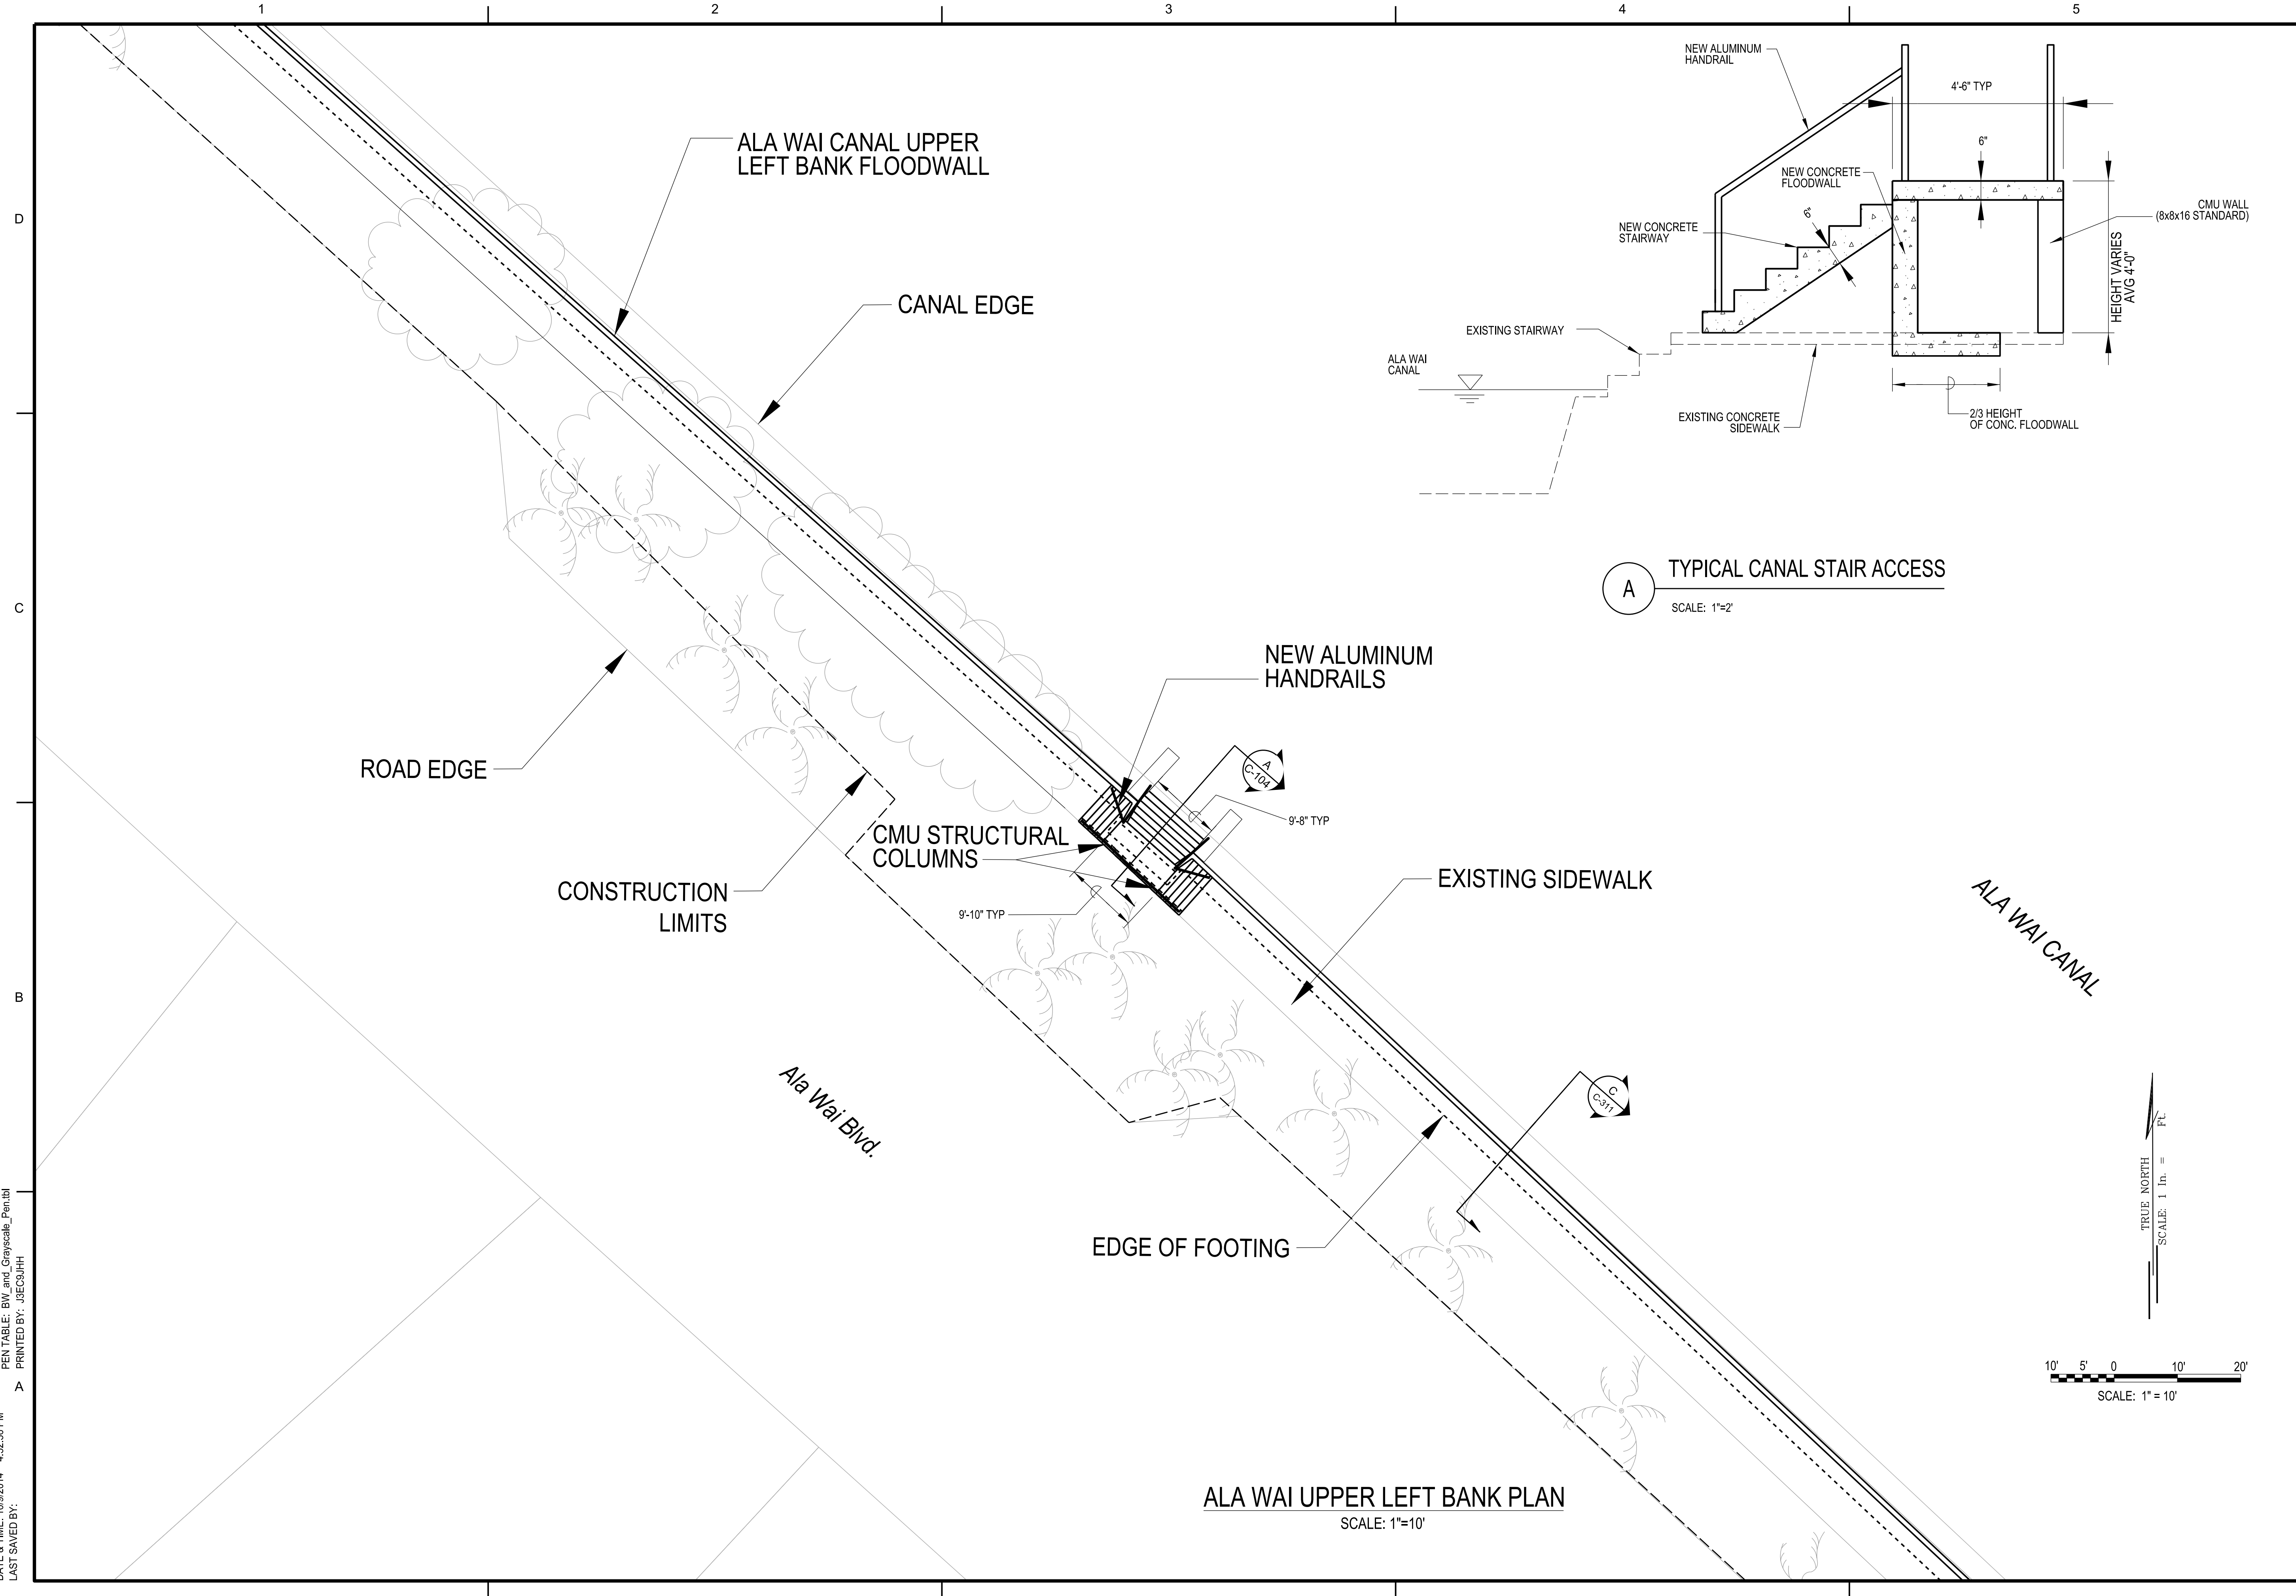 1
2
3
4
5
D
C
B
A
NEW ALUMINUM
HANDRAIL
4'-6" TYP
6"
NEW CONCRETE
FLOODWALL
6"
NEW CONCRETE
STAIRWAY
CMU WALL
(8x8x16 STANDARD)
HEIGHT VARIES
AVG 4'-0"
EXISTING STAIRWAY
ALA WAI
CANAL
EXISTING CONCRETE
SIDEWALK
2/3 HEIGHT
OF CONC. FLOODWALL
A
TYPICAL CANAL STAIR ACCESS
SCALE: 1"=2'
ALA WAI CANAL UPPER
LEFT BANK FLOODWALL
CANAL EDGE
NEW ALUMINUM
HANDRAILS
ROAD EDGE
A
C-104
9'-8" TYP
CMU STRUCTURAL
COLUMNS
CONSTRUCTION
LIMITS
9'-10" TYP
EXISTING SIDEWALK
ALA WAI CANAL
Ala Wai Blvd.
C
C-311
EDGE OF FOOTING
TRUE NORTH
SCALE: 1 In. = Ft.
10' 5' 0 10' 20'
SCALE: 1" = 10'
ALA WAI UPPER LEFT BANK PLAN
SCALE: 1"=10'
PEN TABLE: BW_and_Grayscale_Pen.tbl
PRINTED BY: J3EC9JHH
LAST SAVED BY: